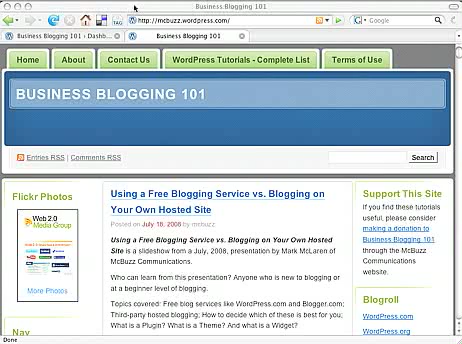 Business Blogging 101
http://mcbuzz.wordpress.com/
Google
Business Blogging 101 › Dashb...
Business Blogging 101
Home
About
Contact Us
WordPress Tutorials - Complete List
Terms of Use
BUSINESS BLOGGING 101
Entries RSS | Comments RSS
Search
Flickr Photos
Web 2.0
Media Group
More Photos
Nav
Using a Free Blogging Service vs. Blogging on
Your Own Hosted Site
Posted on July 18, 2008 by mcbuzz
Using a Free Blogging Service vs. Blogging on Your Own Hosted
Site is a slideshow from a July, 2008, presentation by Mark McLaren of
McBuzz Communications.
Who can learn from this presentation? Anyone who is new to blogging or
at a beginner level of blogging.
Topics covered: Free blog services like WordPress.com and Blogger.com;
Third-party hosted blogging; How to decide which of these is best for you;
What is a Plugin? What is a Theme? And what is a Widget?
Support This Site
If you find these tutorials
useful, please consider
making a donation to
Business Blogging 101
through the McBuzz
Communications
website.
Blogroll
WordPress.com
WordPress.org
Done